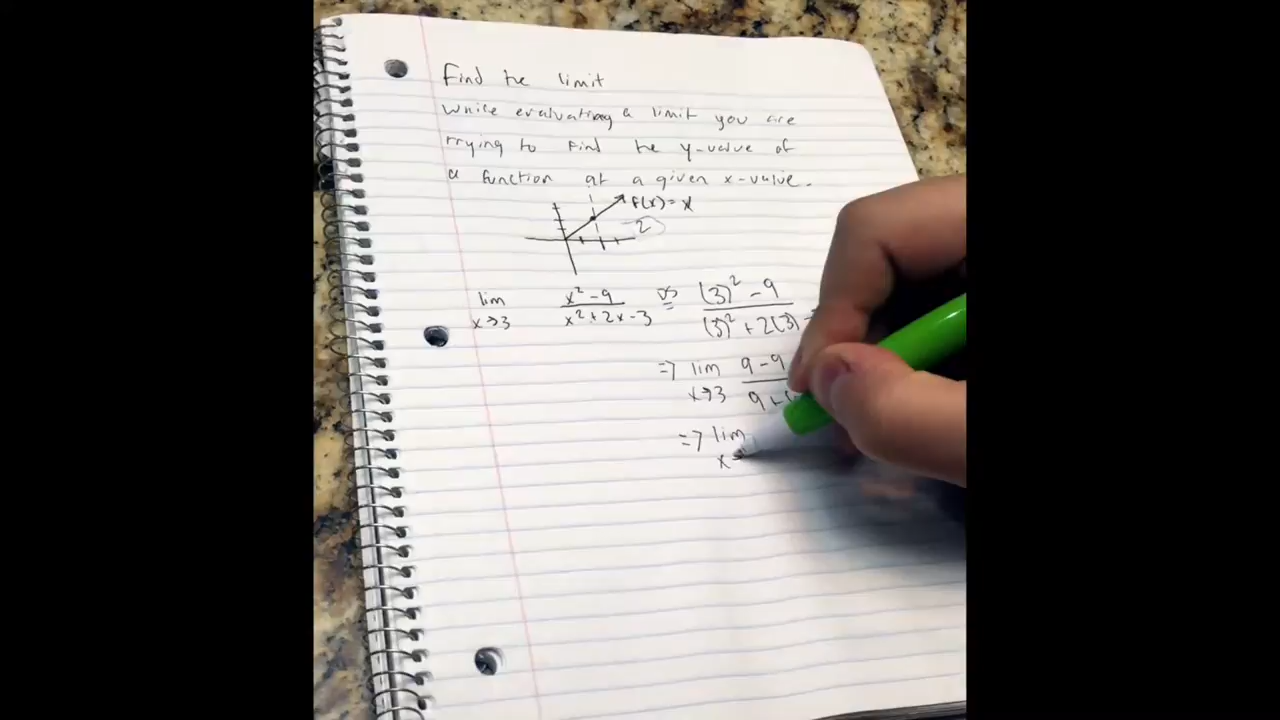 Find the limit
While evaluating a limit you are
trying to find the y-value of
a function at a given x-value.
f(x) = x
2
lim x→3 x² - 9 / x² + 2x - 3 (3)² - 9 / (3)² + 2(3) -
=> lim x→3 9 - 9 / 9 +
=> lim x→